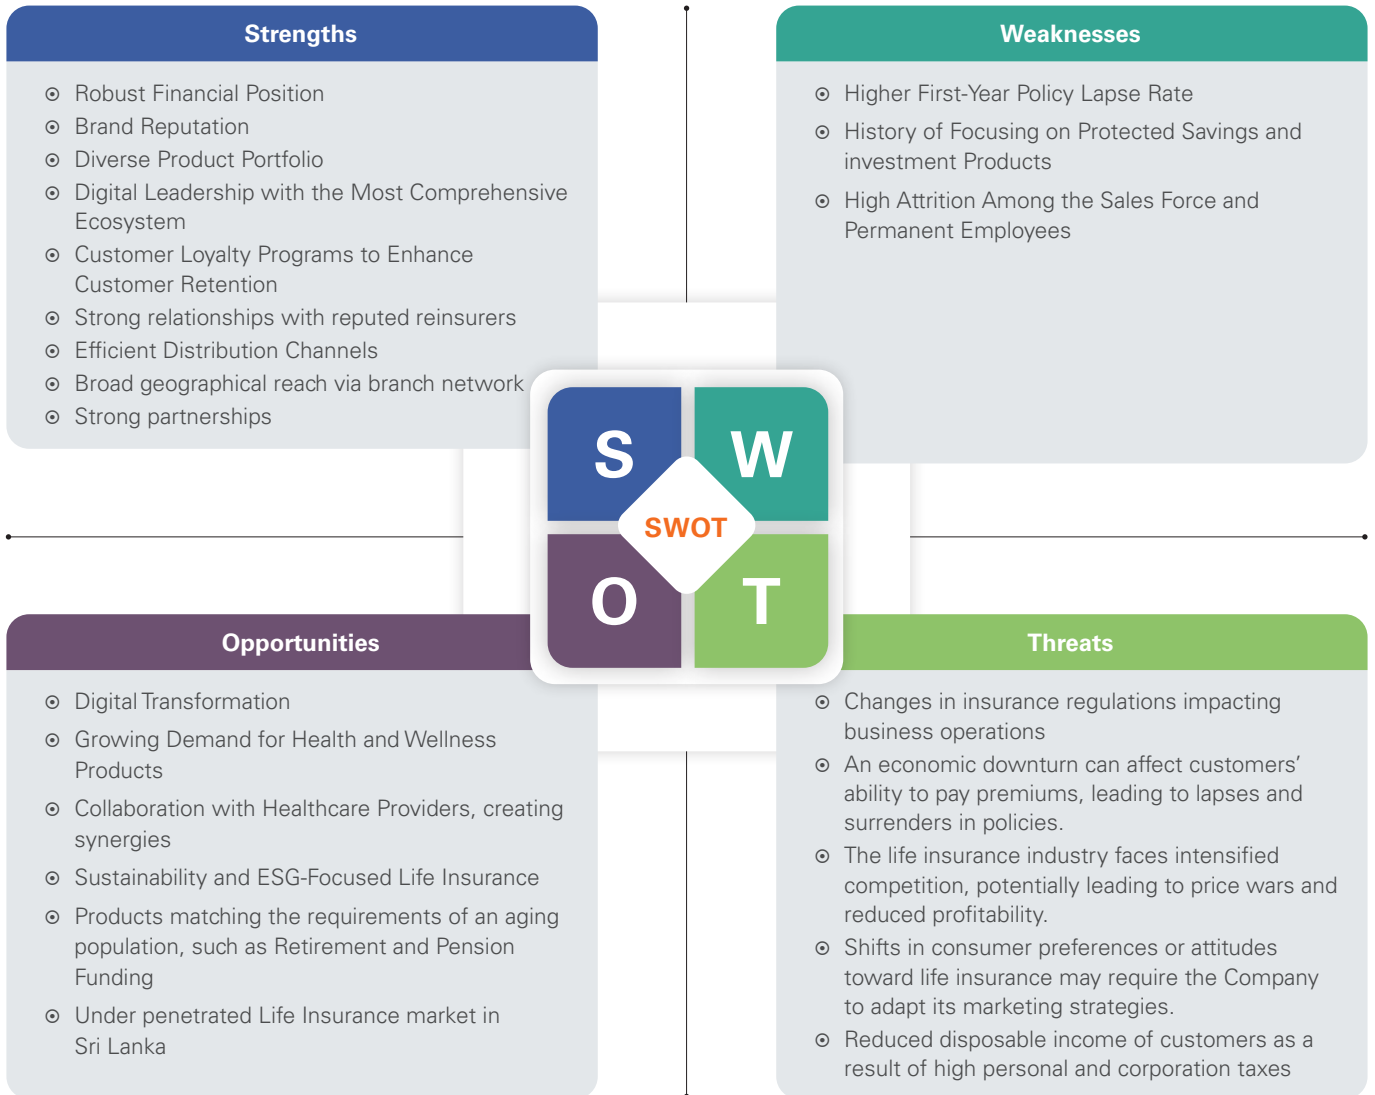 Strengths
Robust Financial Position
Brand Reputation
Diverse Product Portfolio
Digital Leadership with the Most Comprehensive
Ecosystem
Customer Loyalty Programs to Enhance
Customer Retention
Strong relationships with reputed reinsurers
Efficient Distribution Channels
Broad geographical reach via branch network
Strong partnerships
Weaknesses
Higher First-Year Policy Lapse Rate
History of Focusing on Protected Savings and
investment Products
High Attrition Among the Sales Force and
Permanent Employees
S
W
SWOT
O
T
Opportunities
Digital Transformation
Growing Demand for Health and Wellness
Products
Collaboration with Healthcare Providers, creating
synergies
Sustainability and ESG-Focused Life Insurance
Products matching the requirements of an aging
population, such as Retirement and Pension
Funding
Under penetrated Life Insurance market in
Sri Lanka
Threats
Changes in insurance regulations impacting
business operations
An economic downturn can affect customers’
ability to pay premiums, leading to lapses and
surrenders in policies.
The life insurance industry faces intensified
competition, potentially leading to price wars and
reduced profitability.
Shifts in consumer preferences or attitudes
toward life insurance may require the Company
to adapt its marketing strategies.
Reduced disposable income of customers as a
result of high personal and corporation taxes